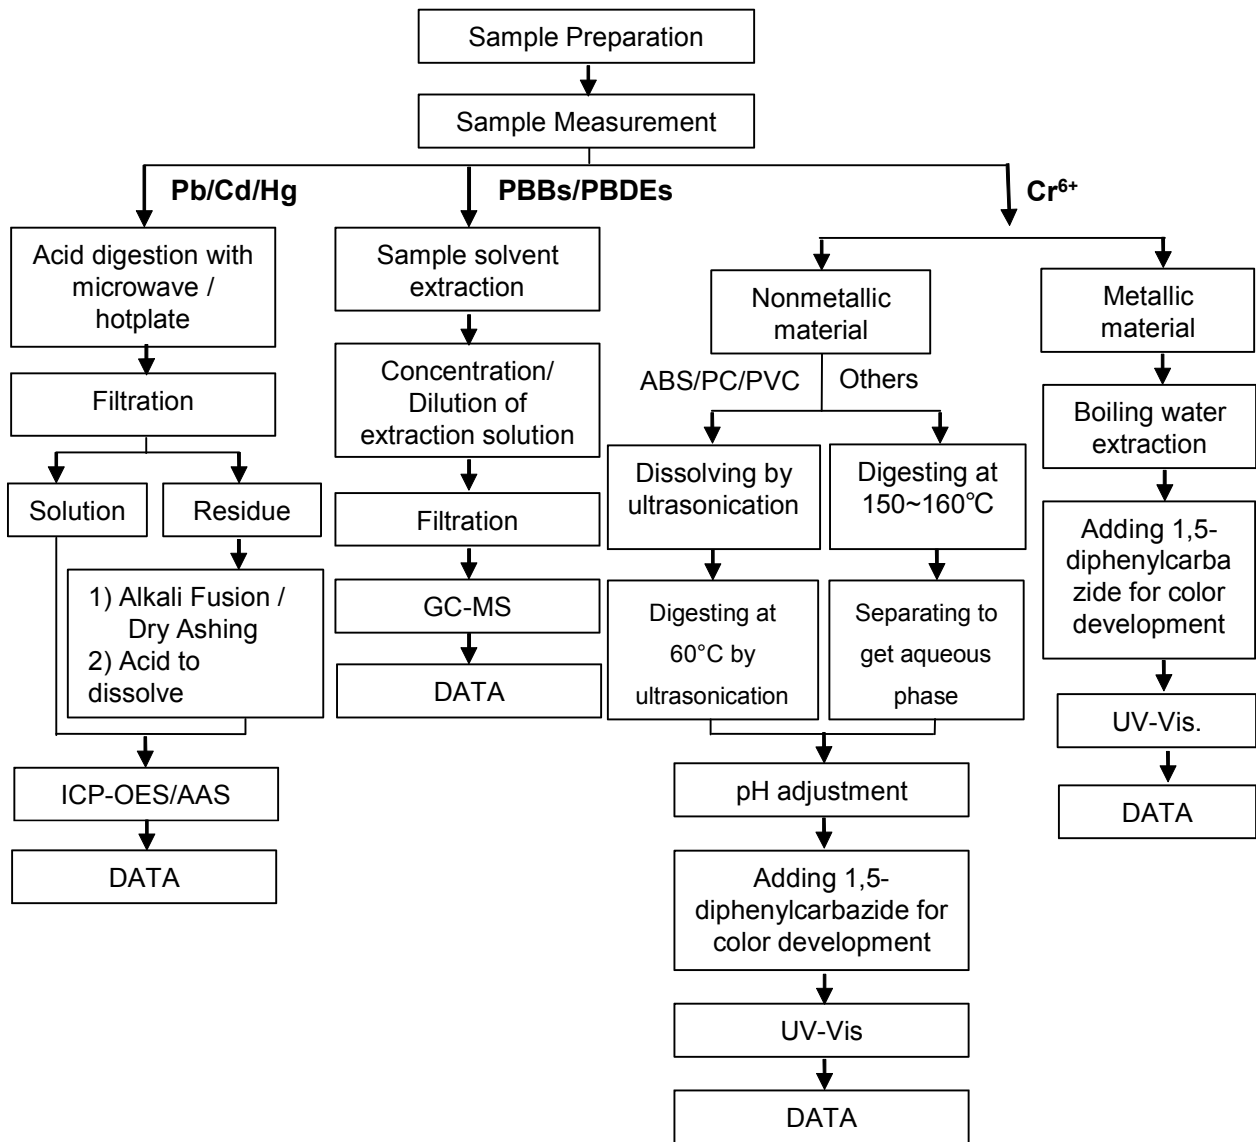 Sample Preparation
Sample Measurement
Pb/Cd/Hg
PBBs/PBDEs
Cr⁶⁺
Acid digestion with
microwave /
hotplate
Filtration
Solution
Residue
1) Alkali Fusion /
Dry Ashing
2) Acid to
dissolve
ICP-OES/AAS
DATA
Sample solvent
extraction
Concentration/
Dilution of
extraction solution
Filtration
GC-MS
DATA
Nonmetallic
material
ABS/PC/PVC
Others
Dissolving by
ultrasonication
Digesting at
60°C by
ultrasonication
Digesting at
150~160℃
Separating to
get aqueous
phase
pH adjustment
Adding 1,5-
diphenylcarbazide for
color development
UV-Vis
DATA
Metallic
material
Boiling water
extraction
Adding 1,5-
diphenylcarba
zide for color
development
UV-Vis.
DATA